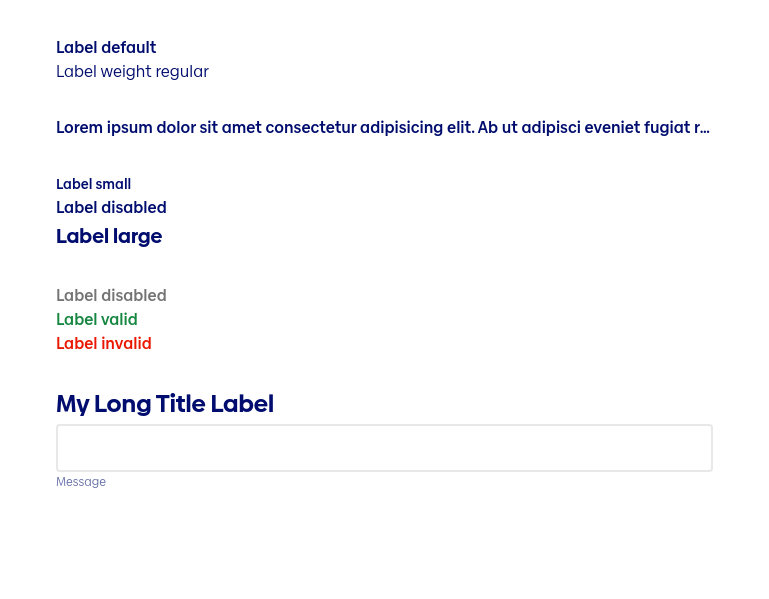 Label default
Label weight regular
Lorem ipsum dolor sit amet consectetur adipisicing elit. Ab ut adipisci eveniet fugiat r...
Label small
Label disabled
Label large
Label disabled
Label valid
Label invalid
My Long Title Label
Message